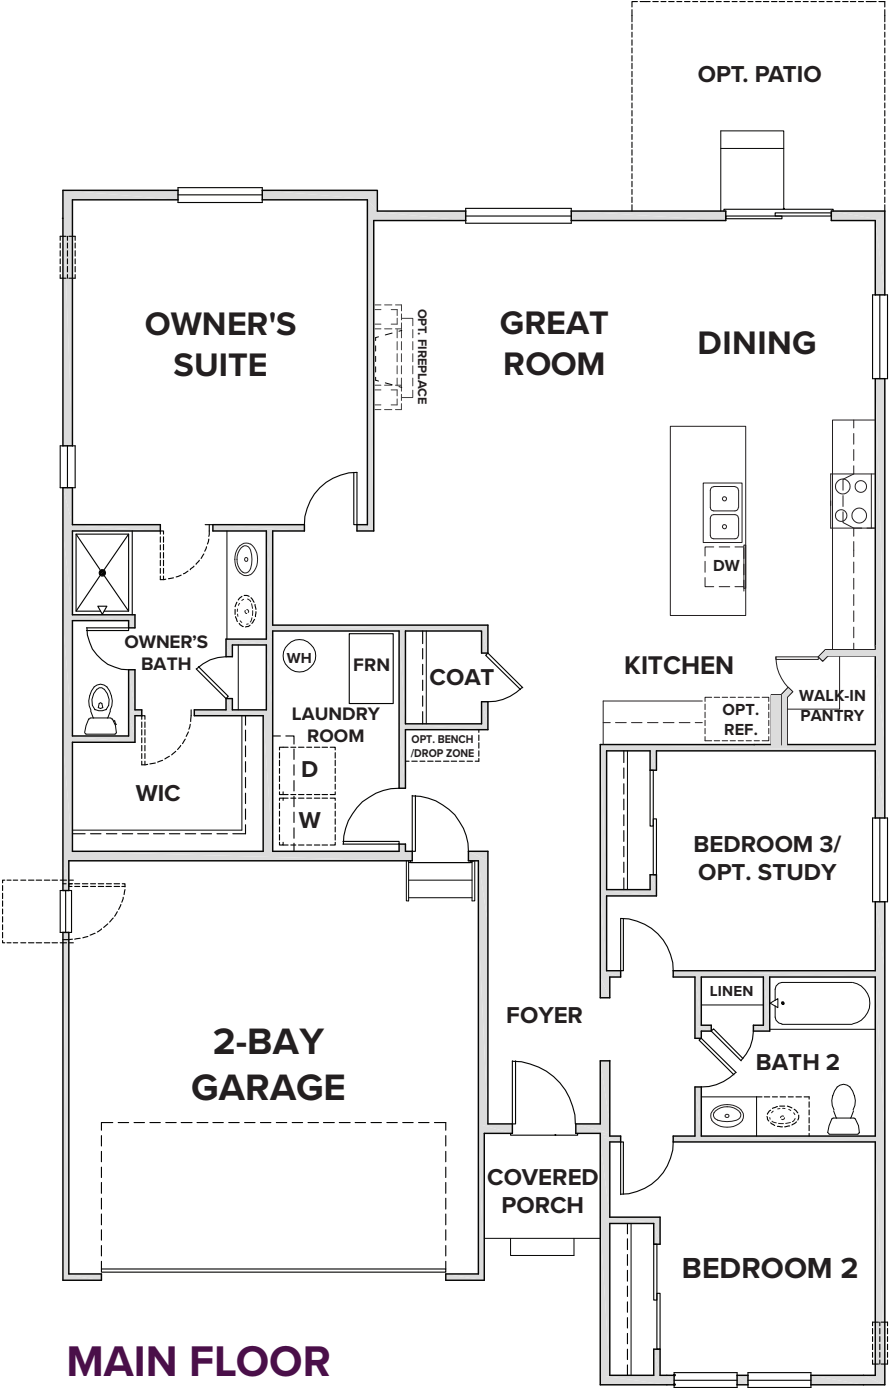 OPT. PATIO
OWNER'S
SUITE
OPT. FIREPLACE
GREAT
ROOM
DINING
DW
OWNER'S
BATH
WH
FRN
COAT
KITCHEN
LAUNDRY
ROOM
OPT. BENCH
/DROP ZONE
OPT.
REF.
WALK-IN
PANTRY
D
W
WIC
BEDROOM 3/
OPT. STUDY
LINEN
FOYER
BATH 2
2-BAY
GARAGE
COVERED
PORCH
BEDROOM 2
MAIN FLOOR